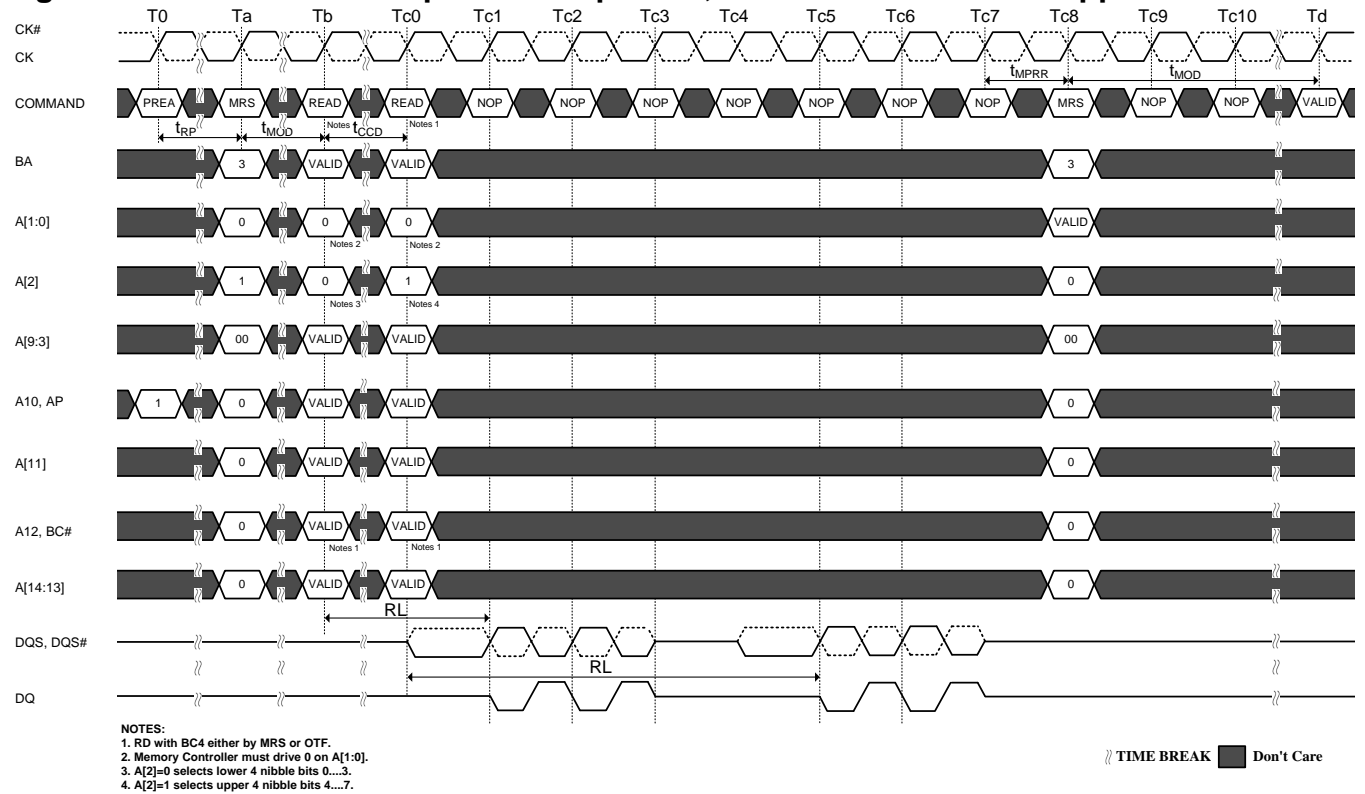 T0 Ta Tb Tc0 Tc1 Tc2 Tc3 Tc4 Tc5 Tc6 Tc7 Tc8 Tc9 Tc10 Td
CK#
CK
tMPRR tMOD
COMMAND PREA MRS READ READ NOP NOP NOP NOP NOP NOP NOP MRS NOP NOP VALID
Notes 1 Notes 1
tRP tMOD tCCD
BA 3 VALID VALID 3
A[1:0] 0 0 0 VALID
Notes 2 Notes 2
A[2] 1 0 1 0
Notes 3 Notes 4
A[9:3] 00 VALID VALID 00
A10, AP 1 0 VALID VALID 0
A[11] 0 VALID VALID 0
A12, BC# 0 VALID VALID 0
Notes 1 Notes 1
A[14:13] 0 VALID VALID 0
RL
DQS, DQS#
RL
DQ
NOTES:
1. RD with BC4 either by MRS or OTF.
2. Memory Controller must drive 0 on A[1:0].
3. A[2]=0 selects lower 4 nibble bits 0....3.
4. A[2]=1 selects upper 4 nibble bits 4....7.
TIME BREAK Don't Care